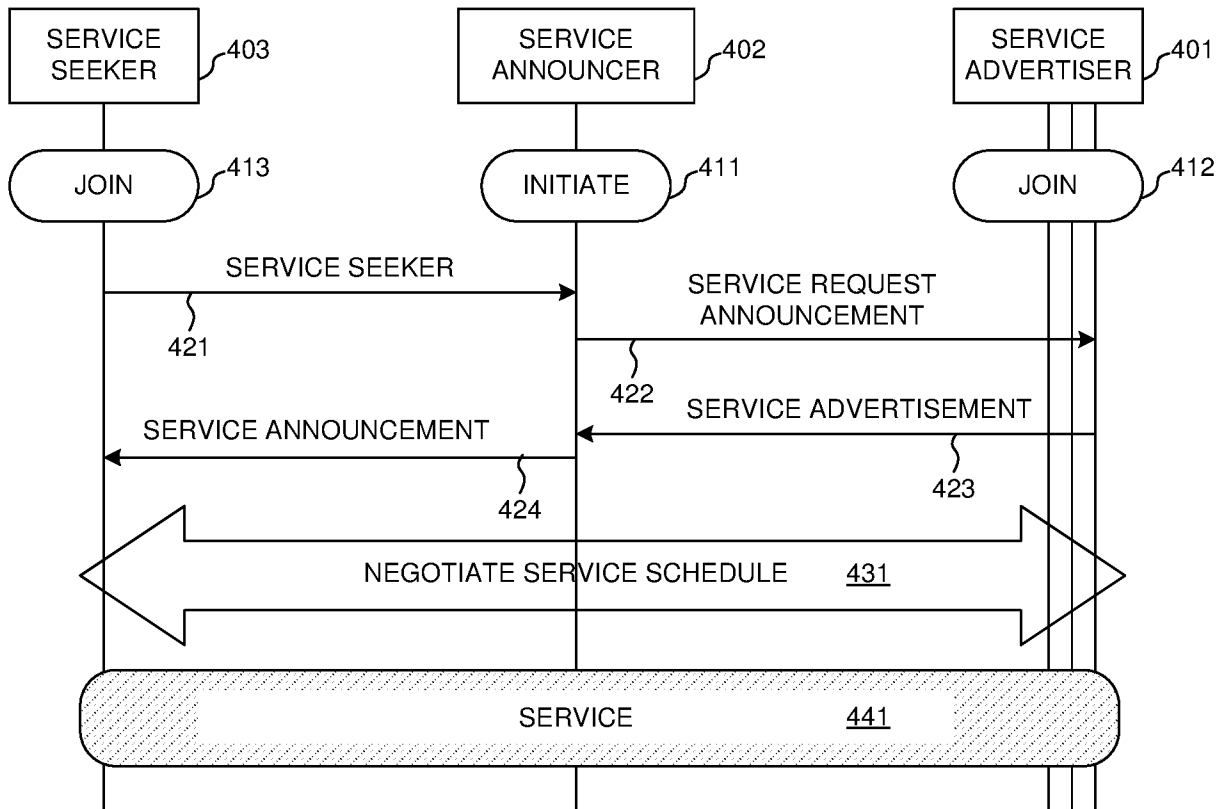 SERVICE
SEEKER
403
SERVICE
ANNOUNCER
402
SERVICE
ADVERTISER
401
JOIN
413
INITIATE
411
JOIN
412
SERVICE SEEKER
421
SERVICE REQUEST
ANNOUNCEMENT
422
SERVICE ADVERTISEMENT
423
SERVICE ANNOUNCEMENT
424
NEGOTIATE SERVICE SCHEDULE 431
SERVICE 441